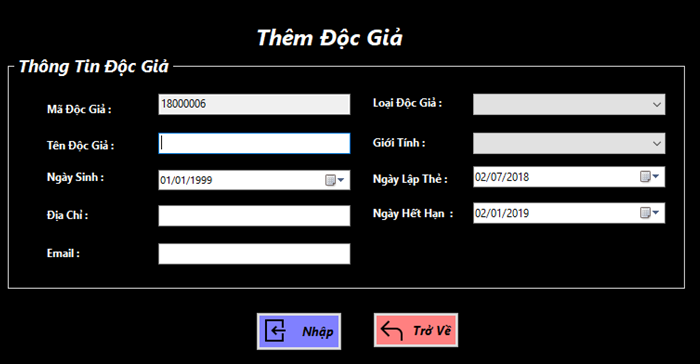 Thêm Độc Giả
Thông Tin Độc Giả
Mã Độc Giả :
18000006
Loại Độc Giả :
Tên Độc Giả :
Giới Tính :
Ngày Sinh :
01/01/1999
Ngày Lập Thẻ :
02/07/2018
Địa Chỉ :
Ngày Hết Hạn :
02/01/2019
Email :
Nhập
Trở Về